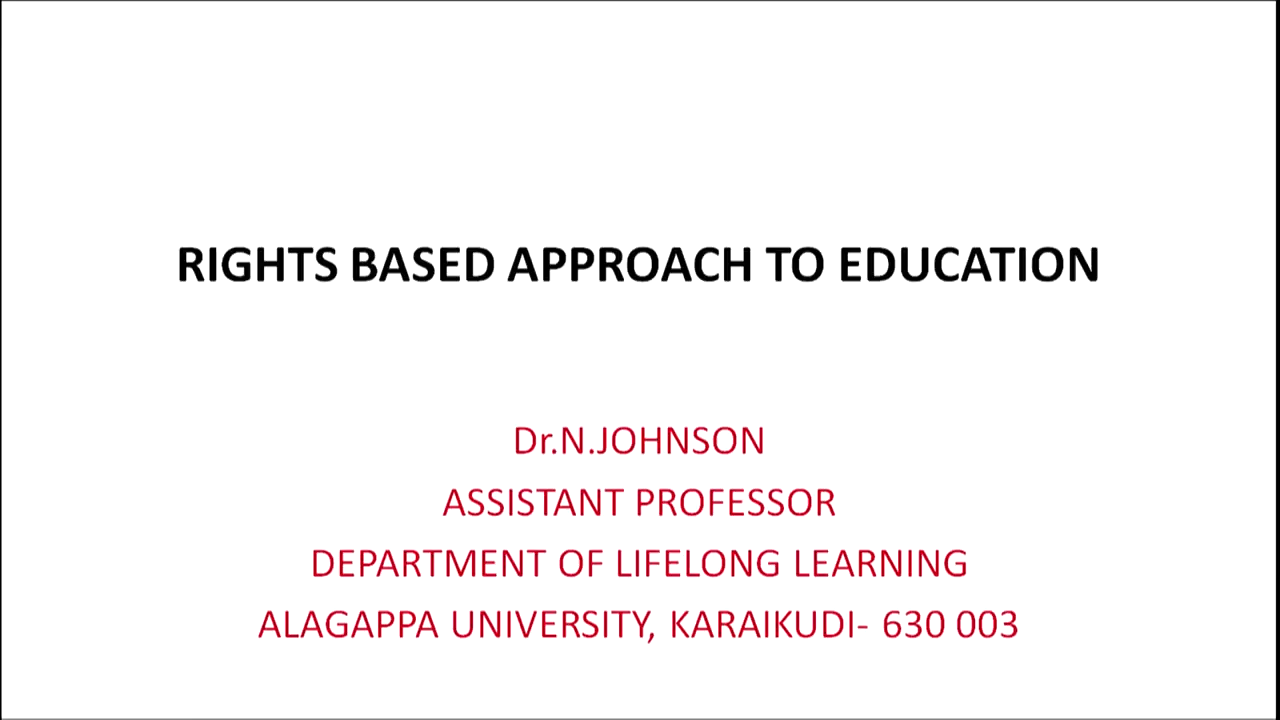 RIGHTS BASED APPROACH TO EDUCATION
Dr.N.JOHNSON
ASSISTANT PROFESSOR
DEPARTMENT OF LIFELONG LEARNING
ALAGAPPA UNIVERSITY, KARAIKUDI- 630 003